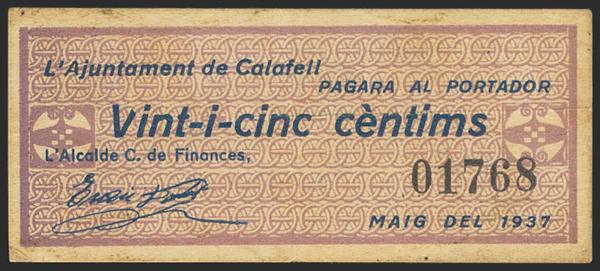 L'Ajuntament de Calafell
PAGARA AL PORTADOR
Vint-i-cinc cèntims
L'Alcalde C. de Finances,
01768
MAIG DEL 1937